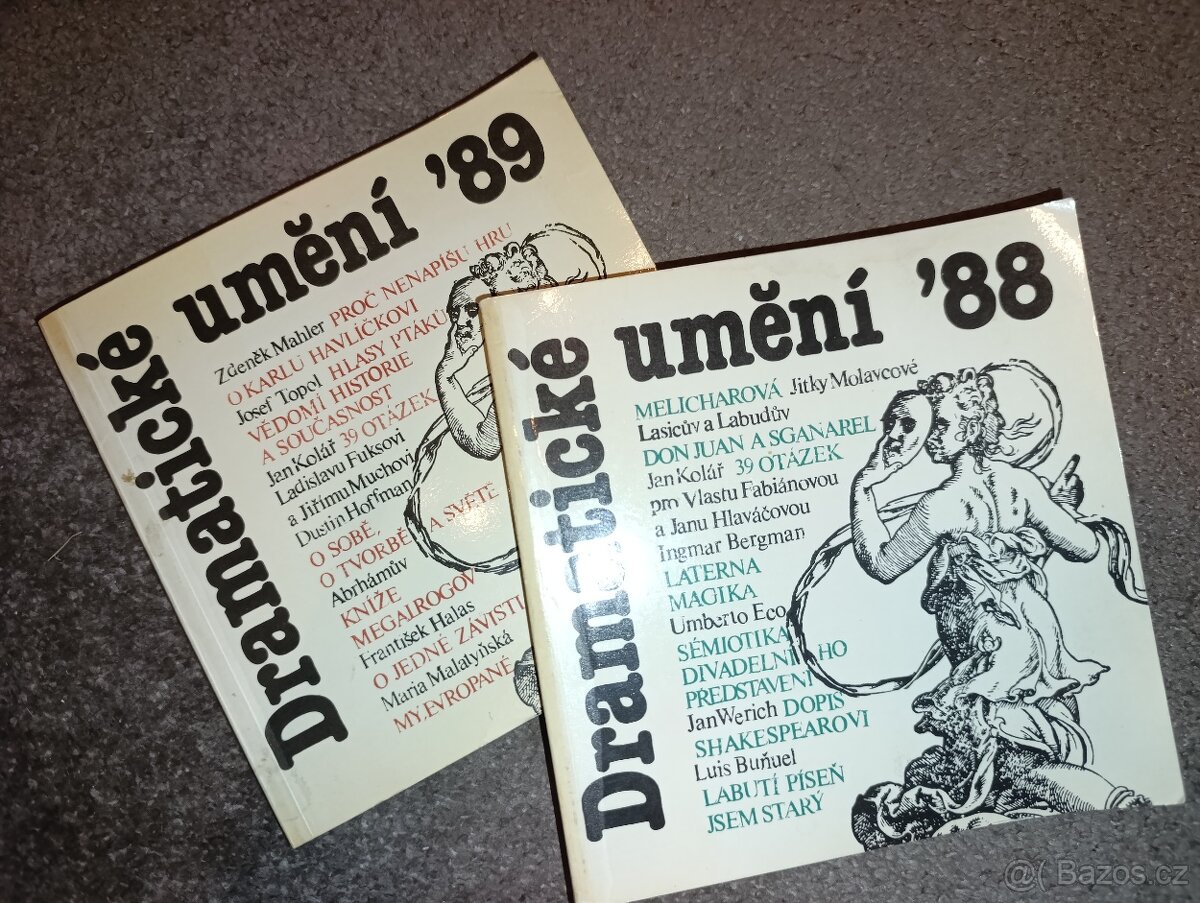 Dramatické
umění '89
Zdeněk Mahler PROČ NENAPÍŠU HRU
O KARLU HAVLÍČKOVI
Josef Topol HLASY PTÁKŮ
VĚDOMÍ HISTORIE
A SOUČASNOST
Jan Kolář 39 OTÁZEK
Ladislavu Fuksovi
a Jiřímu Muchovi
Dustin Hoffman
O SOBĚ,
O TVORBĚ A SVĚTĚ
Abrhámův
KNÍŽE
MEGALROGOV
František Halas
O JEDNÉ ZÁVISTI
Maria Malatyňská
MY, EVROPANÉ
Dramatické
umění '88
MELICHAROVÁ Jitky Molavcové
Lasicův a Labudův
DON JUAN A SGANAREL
Jan Kolář 39 OTÁZEK
pro Vlastu Fabiánovou
a Janu Hlaváčovou
Ingmar Bergman
LATERNA
MAGIKA
Umberto Eco
SÉMIOTIKA
DIVADELNÍHO
PŘEDSTAVENÍ
Jan Werich DOPIS
SHAKESPEAROVI
Luis Buňuel
LABUTÍ PÍSEŇ
JSEM STARÝ
@( Bazos.cz